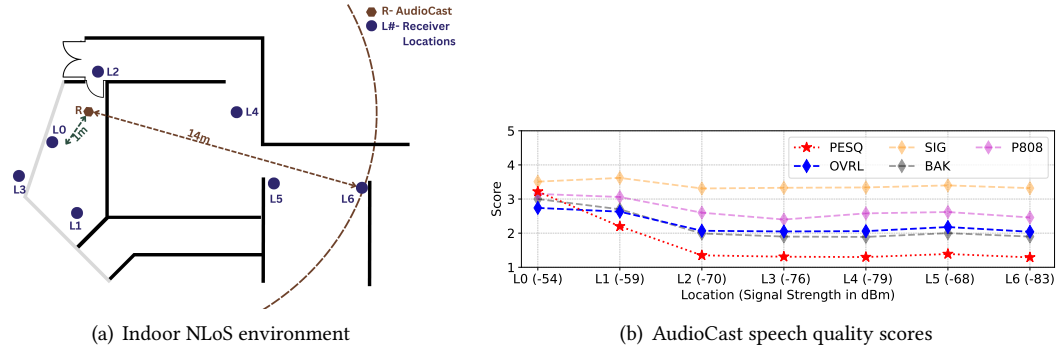 R- AudioCast
L#- Receiver
Locations
L2
R
L4
L0
1m
14m
L3
L5
L6
L1
5
4
3
2
1
Score
PESQ
SIG
P808
OVRL
BAK
L0 (-54)
L1 (-59)
L2 (-70)
L3 (-76)
L4 (-79)
L5 (-68)
L6 (-83)
Location (Signal Strength in dBm)
(a) Indoor NLoS environment
(b) AudioCast speech quality scores